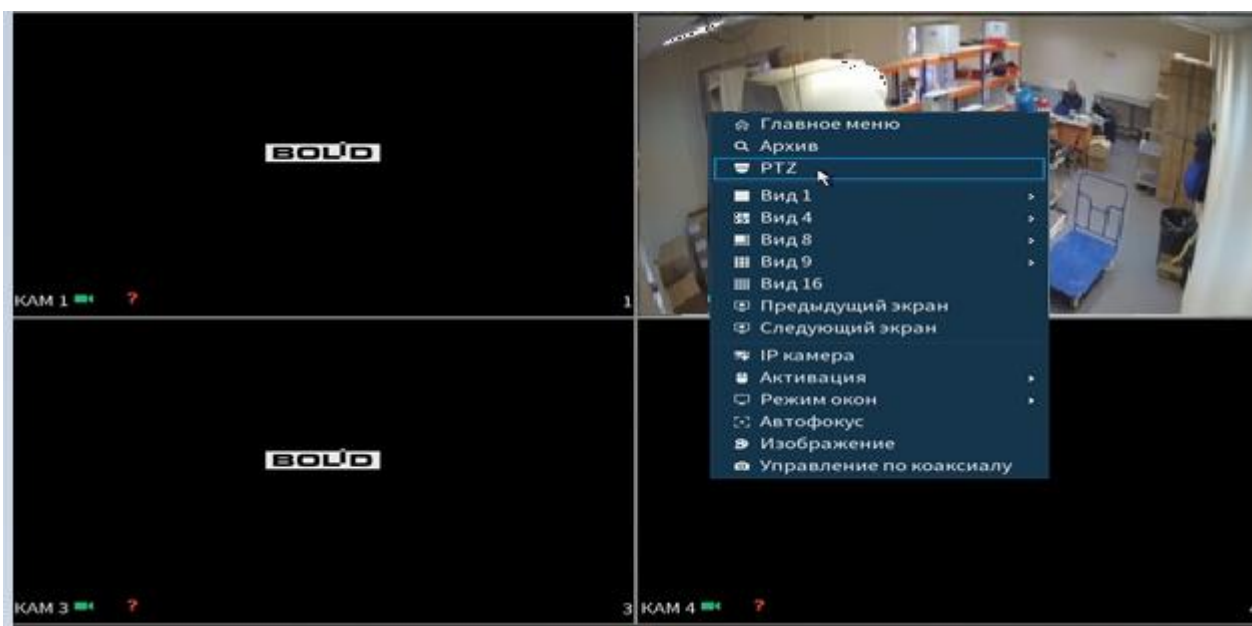 BOLID
КАМ 1 ?
1
Главное меню
Архив
PTZ
Вид 1
Вид 4
Вид 8
Вид 9
Вид 16
Предыдущий экран
Следующий экран
IP камера
Активация
Режим окон
Автофокус
Изображение
Управление по коаксиалу
BOLID
КАМ 3 ?
3
КАМ 4 ?